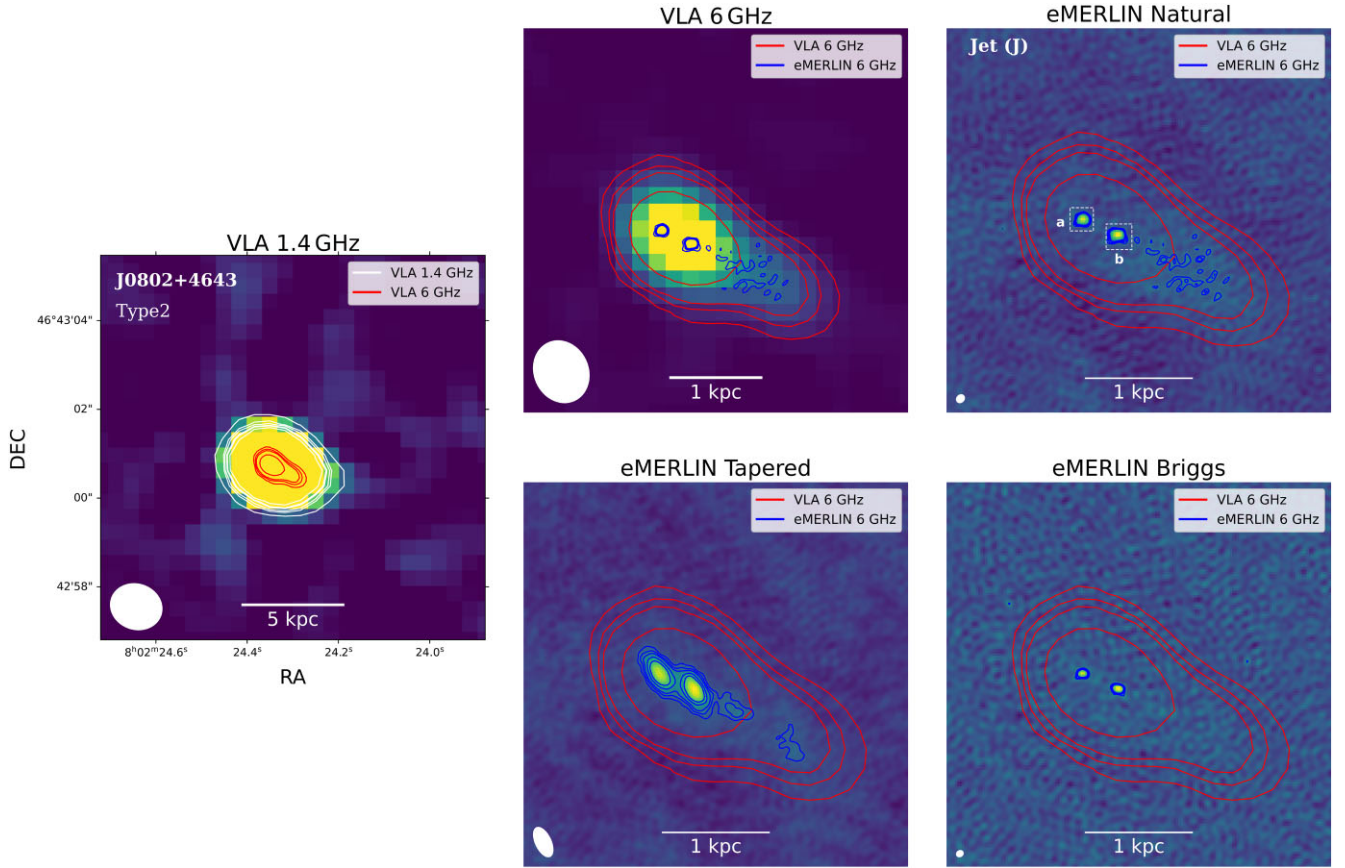 VLA 6 GHz
VLA 6 GHz
eMERLIN 6 GHz
1 kpc
eMERLIN Natural
Jet (J)
VLA 6 GHz
eMERLIN 6 GHz
a
b
1 kpc
VLA 1.4 GHz
J0802+4643
Type2
VLA 1.4 GHz
VLA 6 GHz
46°43'04"
02"
00"
42'58"
DEC
5 kpc
8ʰ02ᵐ24.6ˢ
24.4ˢ
24.2ˢ
24.0ˢ
RA
eMERLIN Tapered
VLA 6 GHz
eMERLIN 6 GHz
1 kpc
eMERLIN Briggs
VLA 6 GHz
eMERLIN 6 GHz
1 kpc